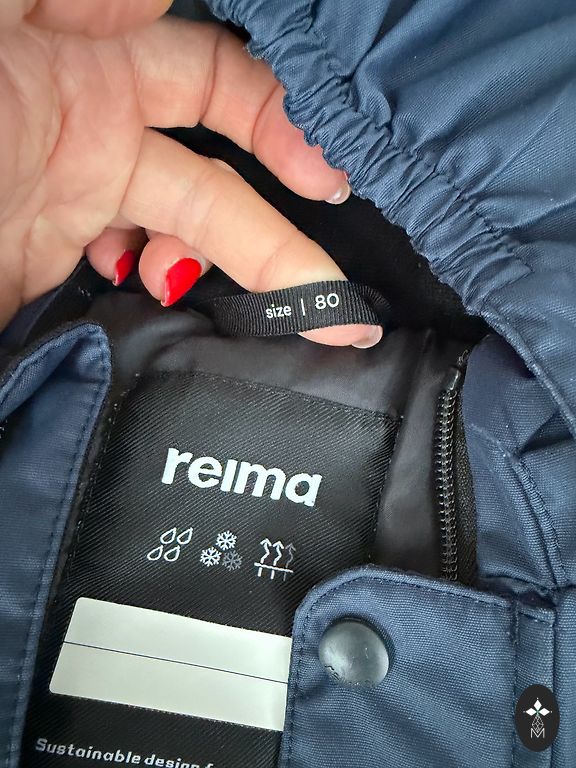 size | 80
reima
Sustainable design
M